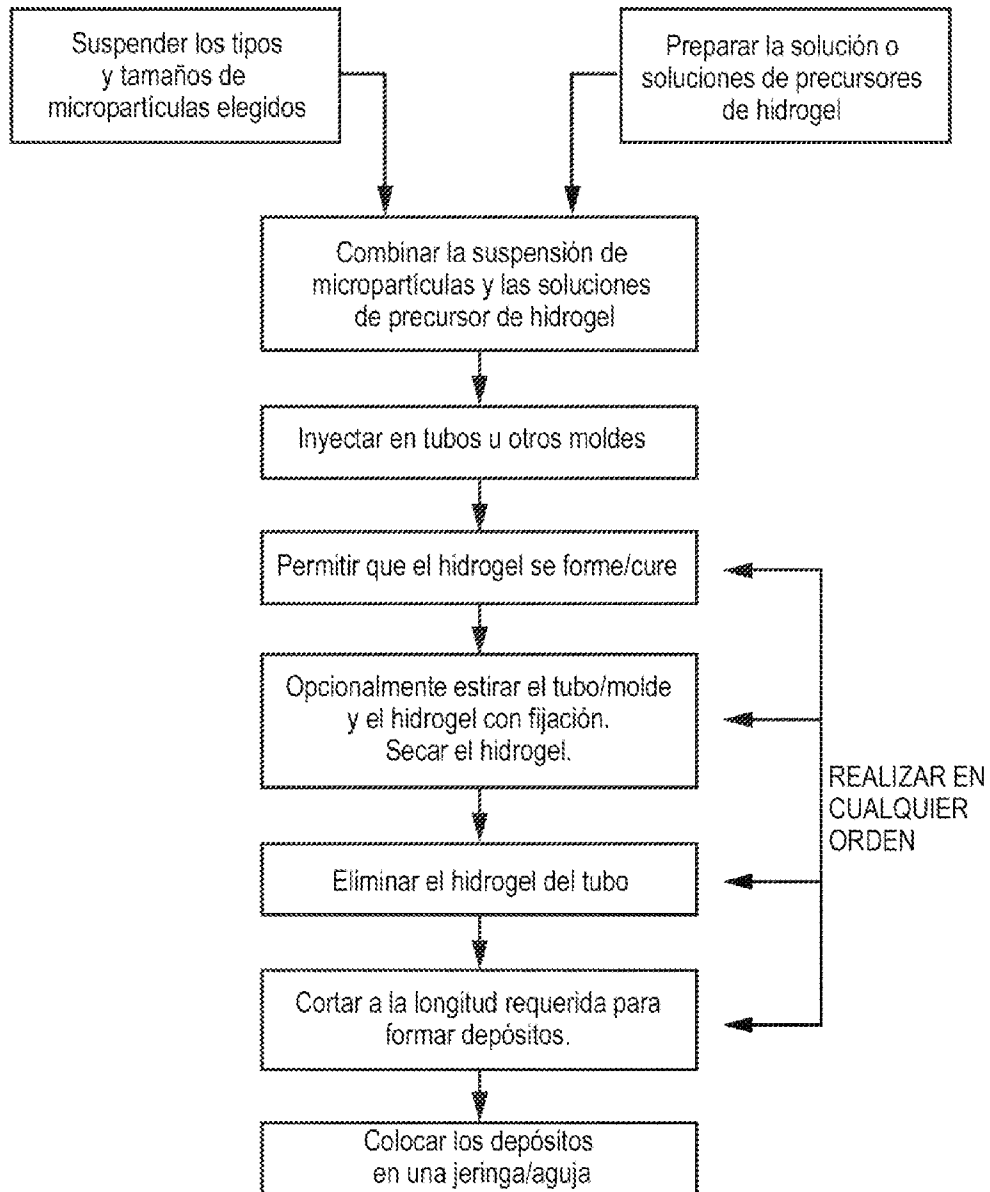 Suspender los tipos
y tamaños de
micropartículas elegidos
Preparar la solución o
soluciones de precursores
de hidrogel
Combinar la suspensión de
micropartículas y las soluciones
de precursor de hidrogel
Inyectar en tubos u otros moldes
Permitir que el hidrogel se forme/cure
Opcionalmente estirar el tubo/molde
y el hidrogel con fijación.
Secar el hidrogel.
REALIZAR EN
CUALQUIER
ORDEN
Eliminar el hidrogel del tubo
Cortar a la longitud requerida para
formar depósitos.
Colocar los depósitos
en una jeringa/aguja